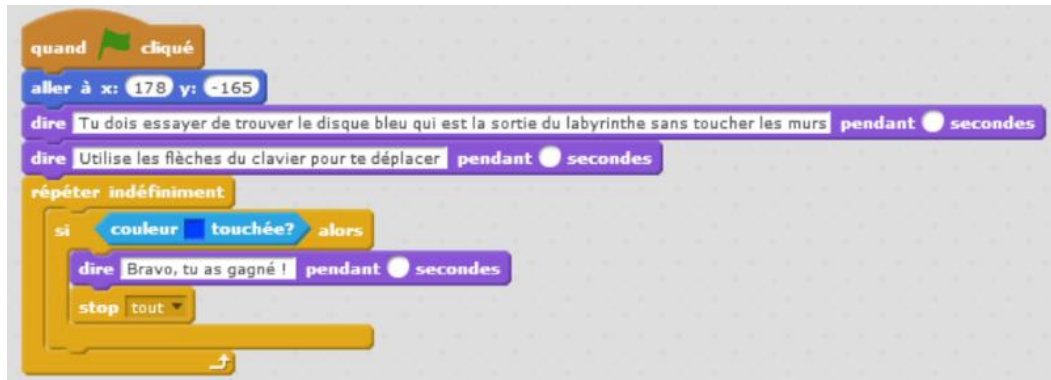 quand cliqué
aller à x: 178 y: -165
dire Tu dois essayer de trouver le disque bleu qui est la sortie du labyrinthe sans toucher les murs pendant secondes
dire Utilise les flèches du clavier pour te déplacer pendant secondes
répéter indéfiniment
si couleur touchée? alors
dire Bravo, tu as gagné ! pendant secondes
stop tout